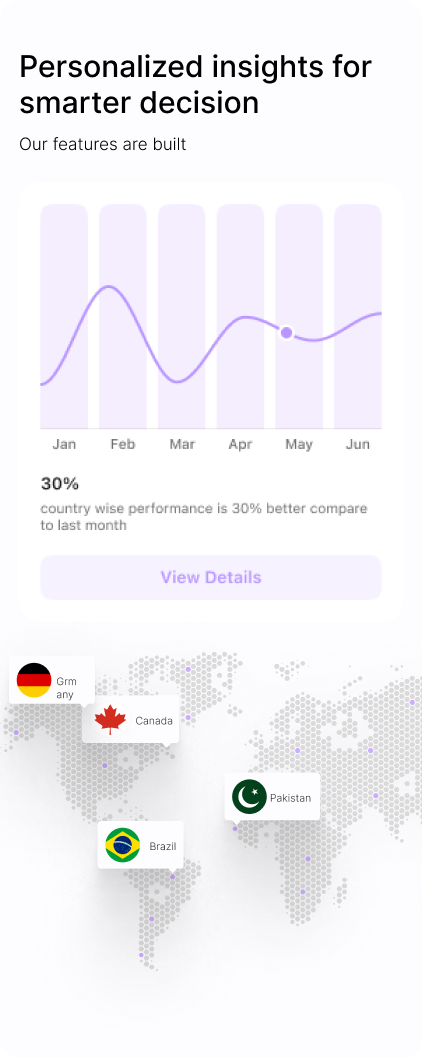 Personalized insights for
smarter decision
Our features are built
Jan Feb Mar Apr May Jun
30%
country wise performance is 30% better compare
to last month
View Details
Grm
any
Canada
Pakistan
Brazil